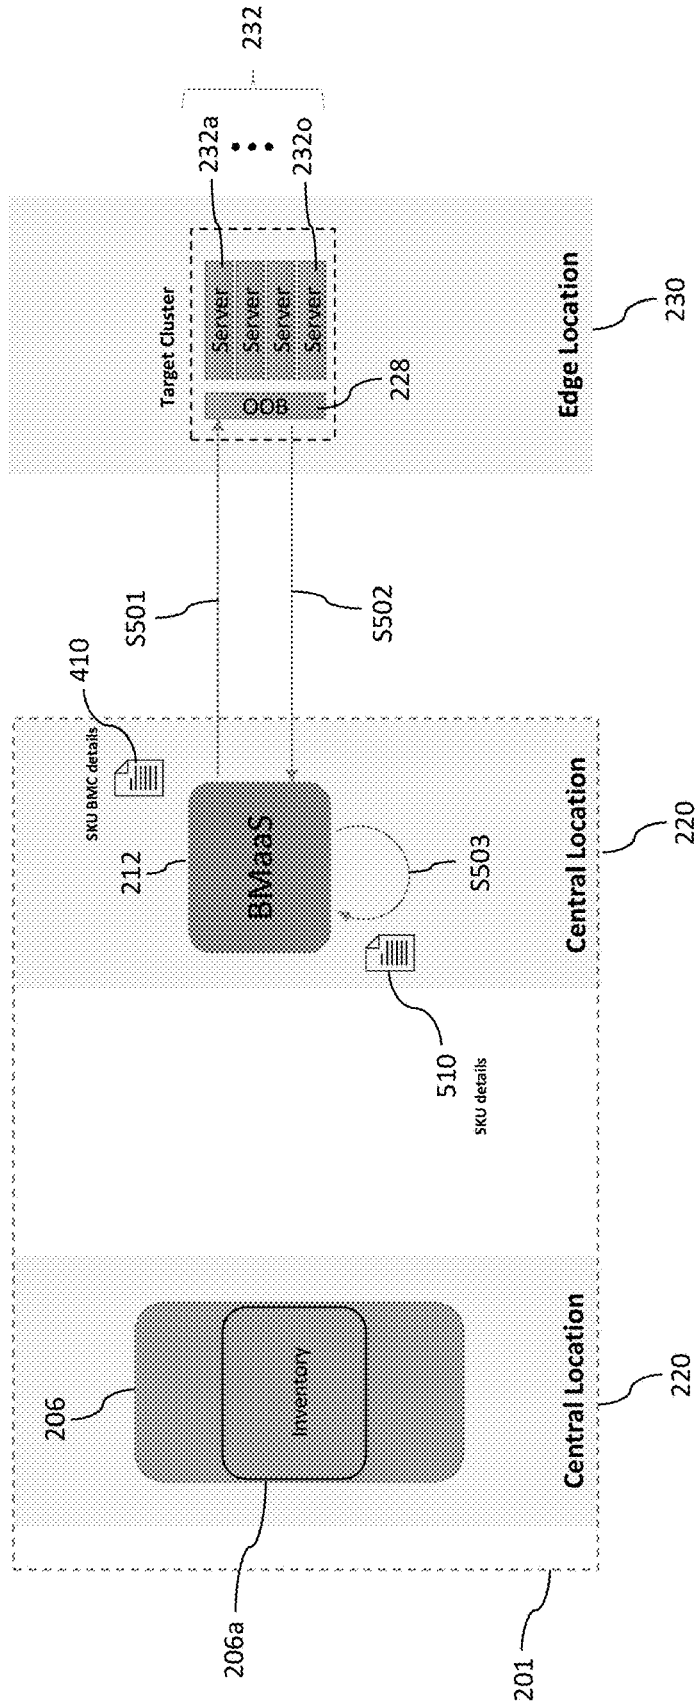 206
410
SKU BMC details
212
S501
Target Cluster
232a
232
206a
Server
Server
Server
Server
OOB
BMaaS
Inventory
232o
S502
228
510
SKU details
S503
201
Central Location
Central Location
Edge Location
220
220
230